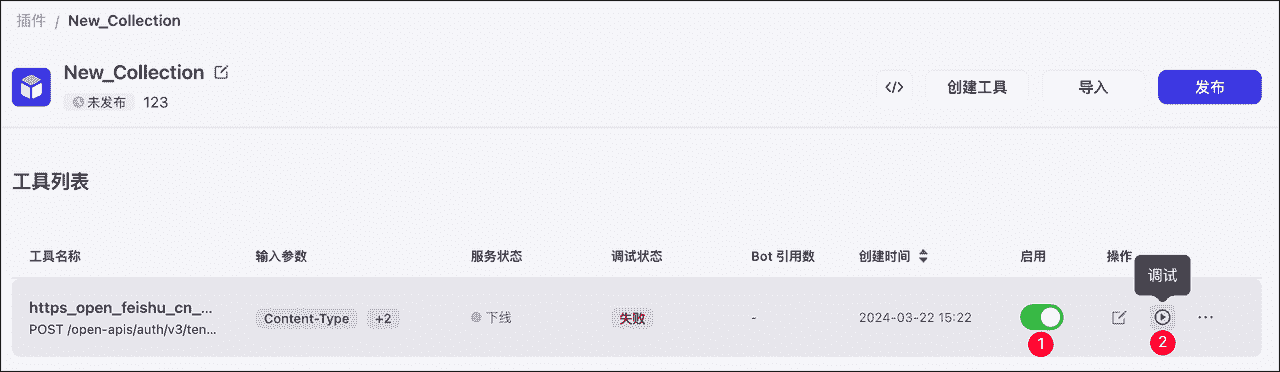 插件 / New_Collection
New_Collection
未发布 123
</> 创建工具 导入 发布
工具列表
工具名称 输入参数 服务状态 调试状态 Bot 引用数 创建时间 启用 操作
调试
https_open_feishu_cn_...
POST /open-apis/auth/v3/ten...
Content-Type +2 下线 失败 - 2024-03-22 15:22 ...
1 2